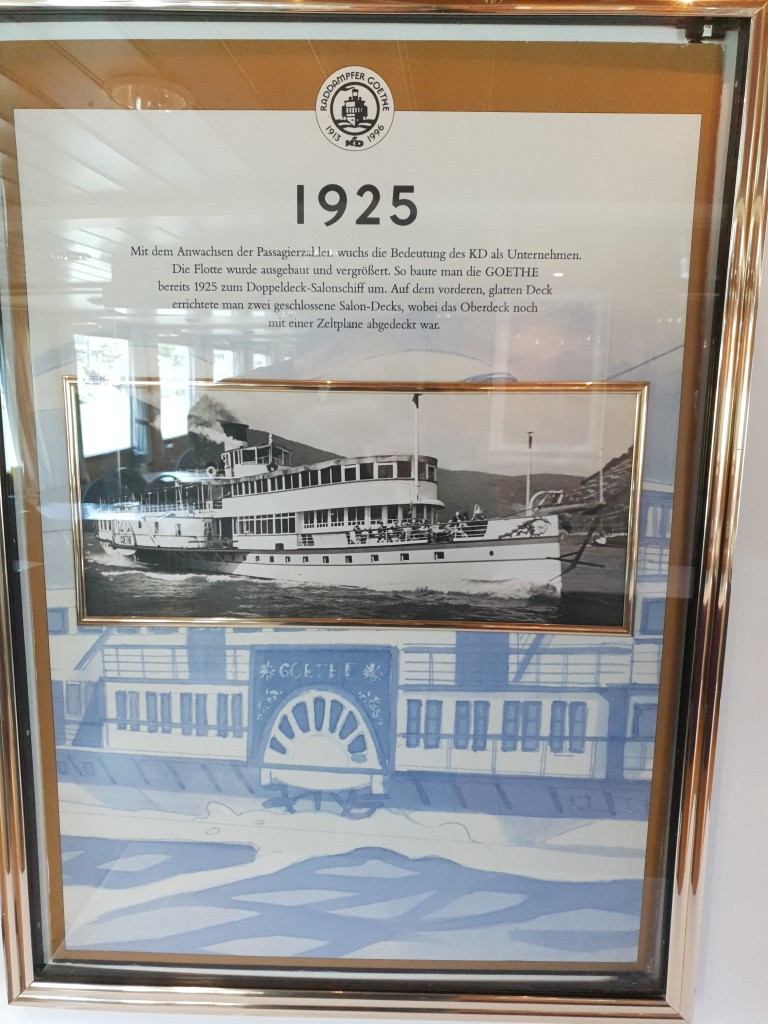 RADDAMPFER GOETHE
1913 KD 1996
1925
Mit dem Anwachsen der Passagierzahlen wuchs die Bedeutung des KD als Unternehmen.
Die Flotte wurde ausgebaut und vergrößert. So baute man die GOETHE
bereits 1925 zum Doppeldeck-Salonschiff um. Auf dem vorderen, glatten Deck
errichtete man zwei geschlossene Salon-Decks, wobei das Oberdeck noch
mit einer Zeltplane abgedeckt war.
GOETHE
GOETHE